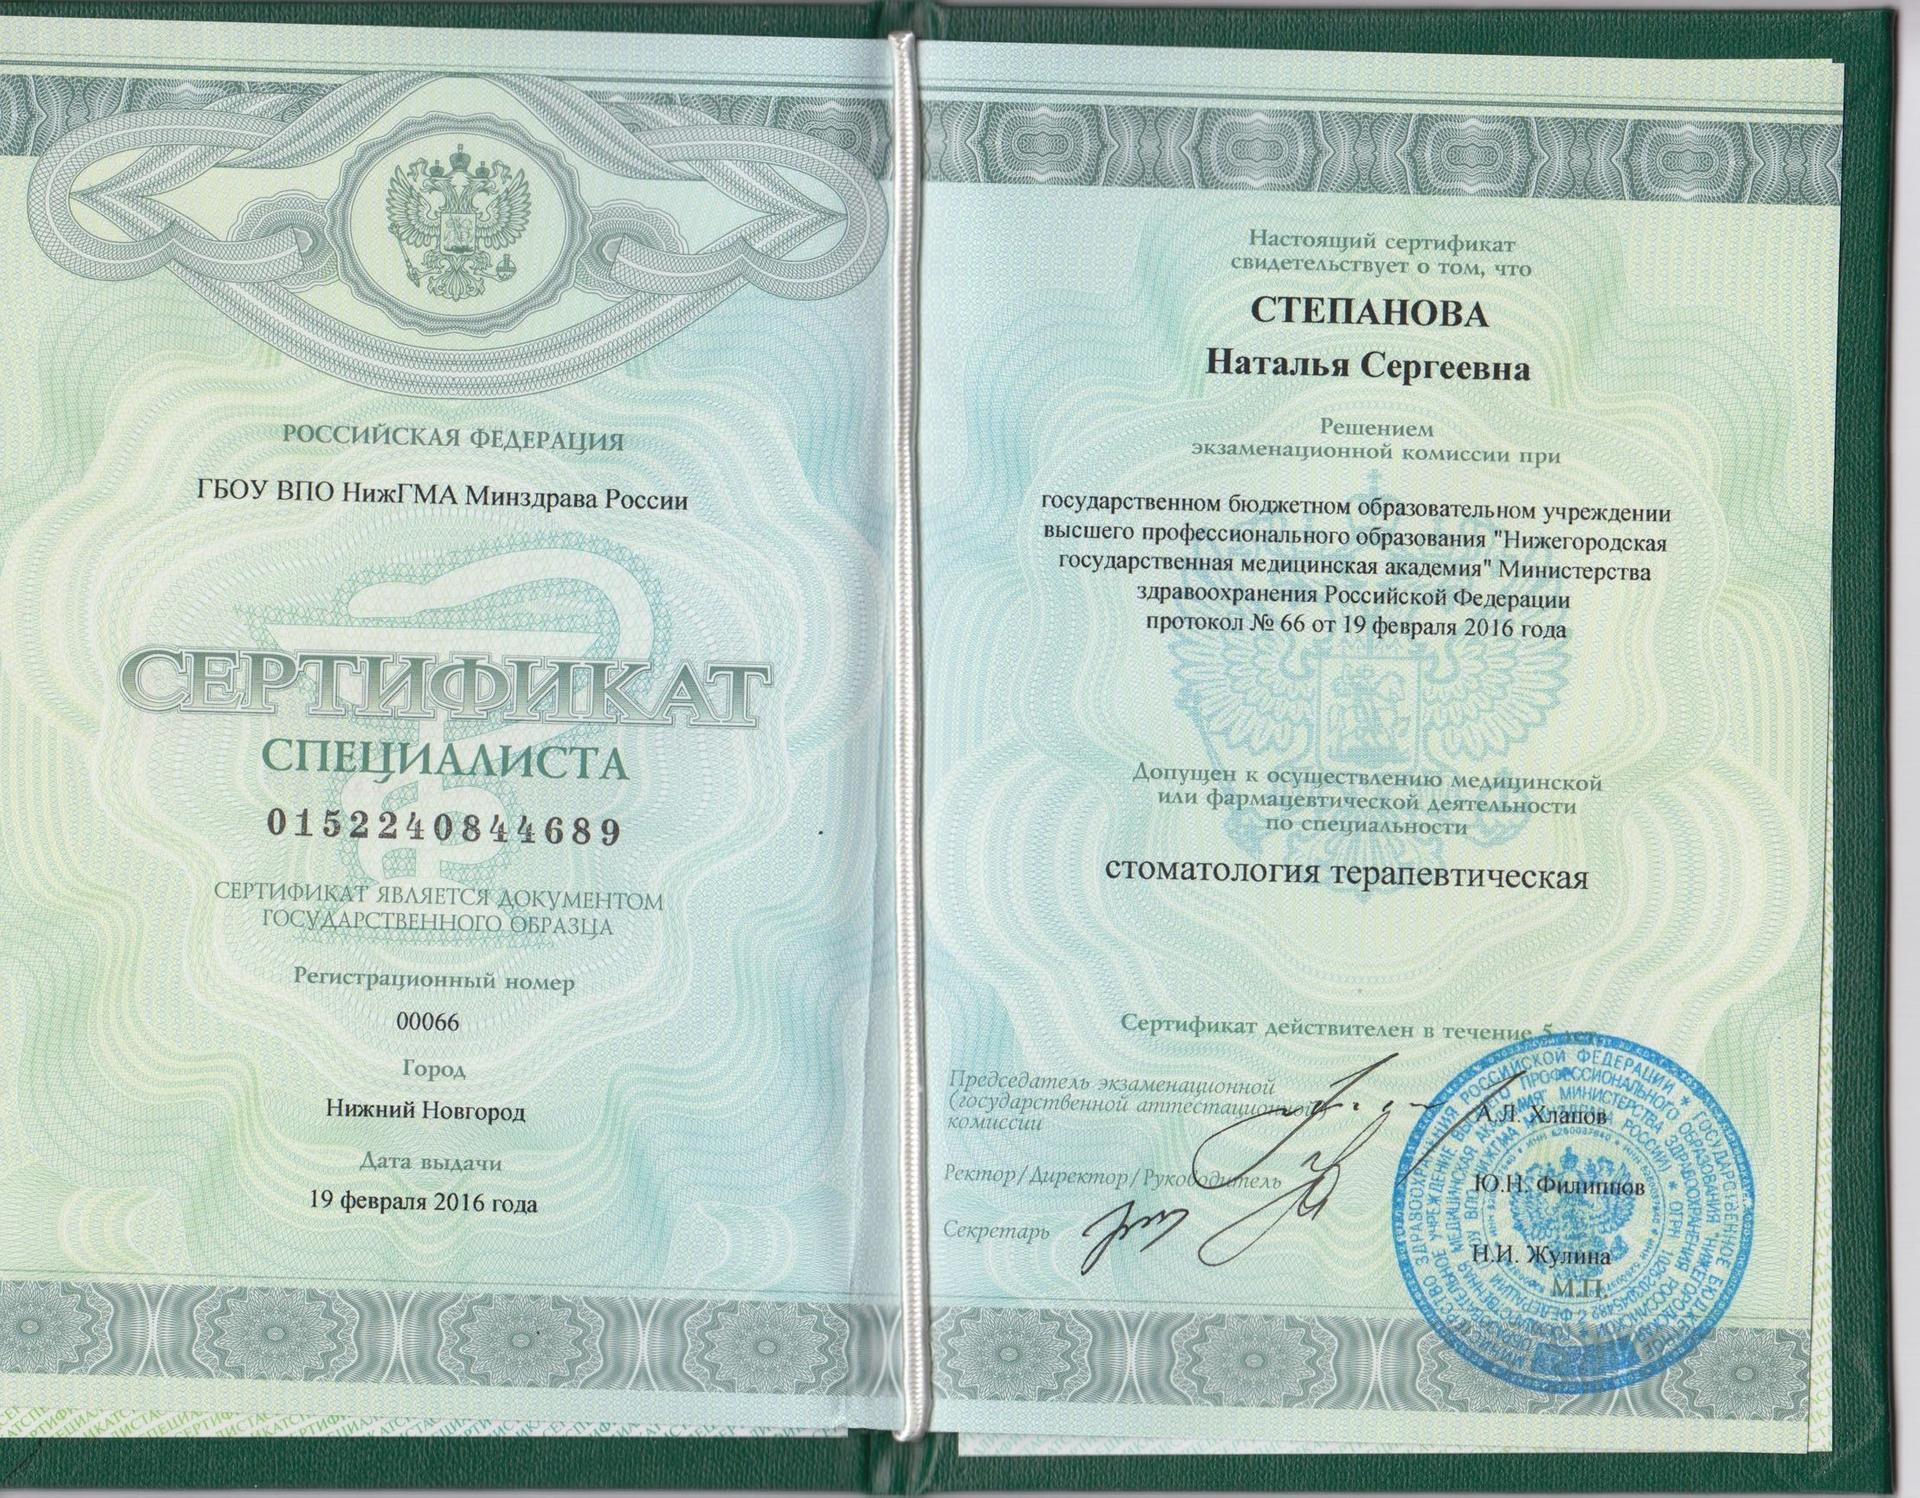 РОССИЙСКАЯ ФЕДЕРАЦИЯ
ГБОУ ВПО НижГМА Минздрава России
СЕРТИФИКАТ
СПЕЦИАЛИСТА
0152240844689
СЕРТИФИКАТ ЯВЛЯЕТСЯ ДОКУМЕНТОМ
ГОСУДАРСТВЕННОГО ОБРАЗЦА
Регистрационный номер
00066
Город
Нижний Новгород
Дата выдачи
19 февраля 2016 года
Настоящий сертификат
свидетельствует о том, что
СТЕПАНОВА
Наталья Сергеевна
Решением
экзаменационной комиссии при
государственном бюджетном образовательном учреждении
высшего профессионального образования "Нижегородская
государственная медицинская академия" Министерства
здравоохранения Российской Федерации
протокол № 66 от 19 февраля 2016 года
Допущен к осуществлению медицинской
или фармацевтической деятельности
по специальности
стоматология терапевтическая
Сертификат действителен в течение 5 лет
Председатель экзаменационной
(государственной аттестационной)
комиссии
А.Л. Хлапов
Ректор/Директор/Руководитель
Ю.Н. Филиппов
Секретарь
Н.И. Жулина
М.П.